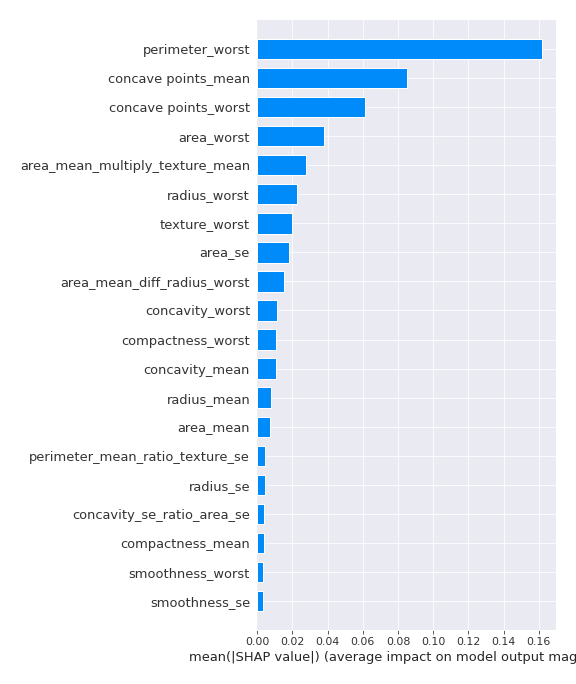 perimeter_worst
concave points_mean
concave points_worst
area_worst
area_mean_multiply_texture_mean
radius_worst
texture_worst
area_se
area_mean_diff_radius_worst
concavity_worst
compactness_worst
concavity_mean
radius_mean
area_mean
perimeter_mean_ratio_texture_se
radius_se
concavity_se_ratio_area_se
compactness_mean
smoothness_worst
smoothness_se
0.00 0.02 0.04 0.06 0.08 0.10 0.12 0.14 0.16
mean(|SHAP value|) (average impact on model output mag